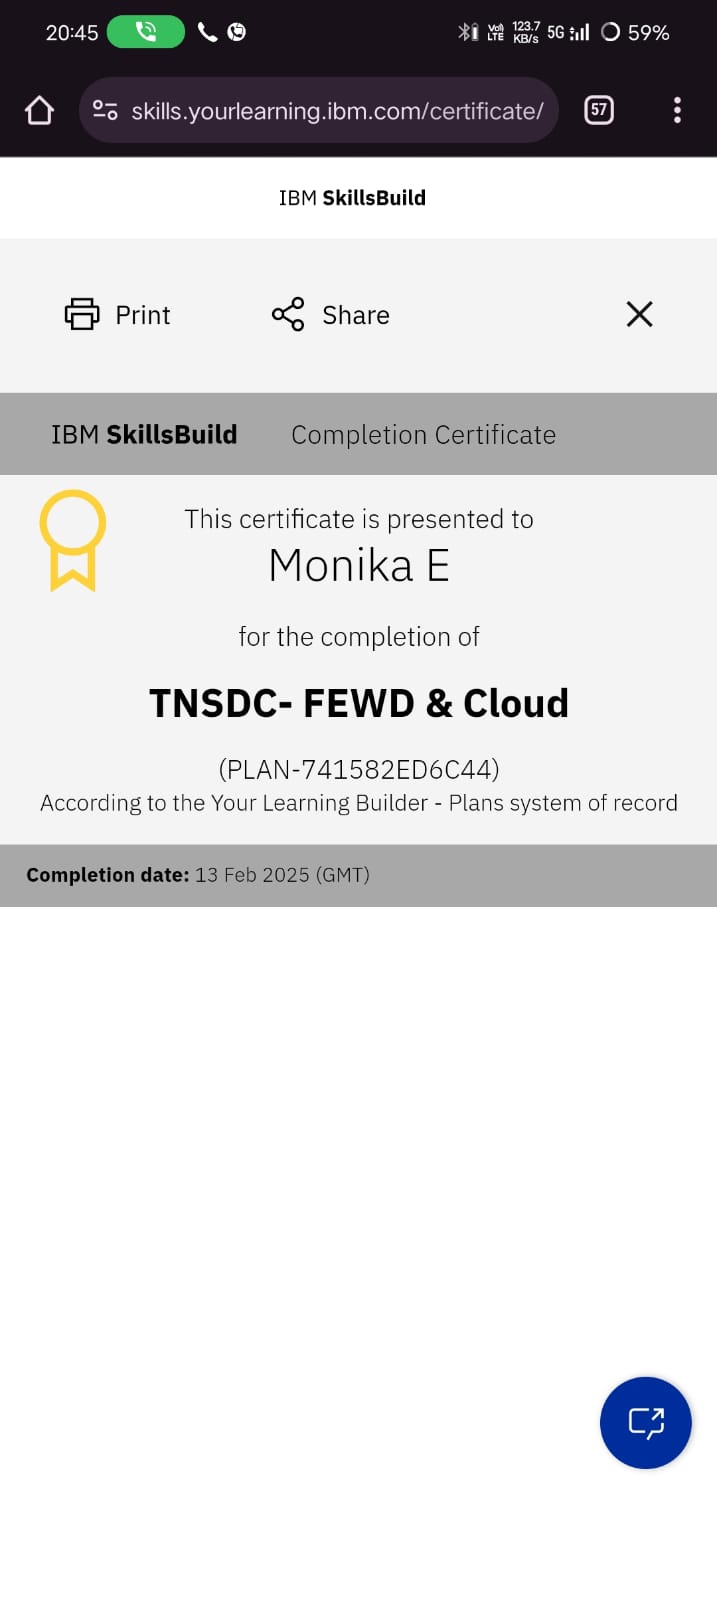 20:45
Vo)) LTE 123.7 KB/s 5G 59%
skills.yourlearning.ibm.com/certificate/
57
IBM SkillsBuild
Print Share
IBM SkillsBuild Completion Certificate
This certificate is presented to
Monika E
for the completion of
TNSDC- FEWD & Cloud
(PLAN-741582ED6C44)
According to the Your Learning Builder - Plans system of record
Completion date: 13 Feb 2025 (GMT)